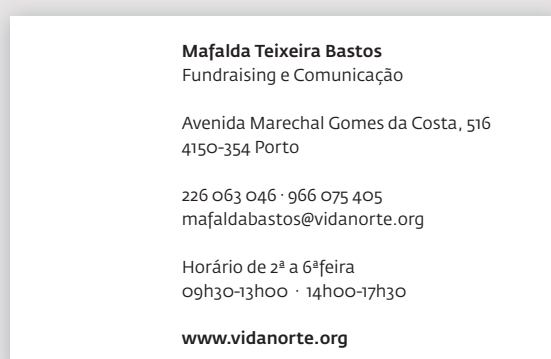 Mafalda Teixeira Bastos
Fundraising e Comunicação
Avenida Marechal Gomes da Costa, 516
4150-354 Porto
226 063 046 · 966 075 405
mafaldabastos@vidanorte.org
Horário de 2ª a 6ªfeira
09h30-13h00 · 14h00-17h30
www.vidanorte.org